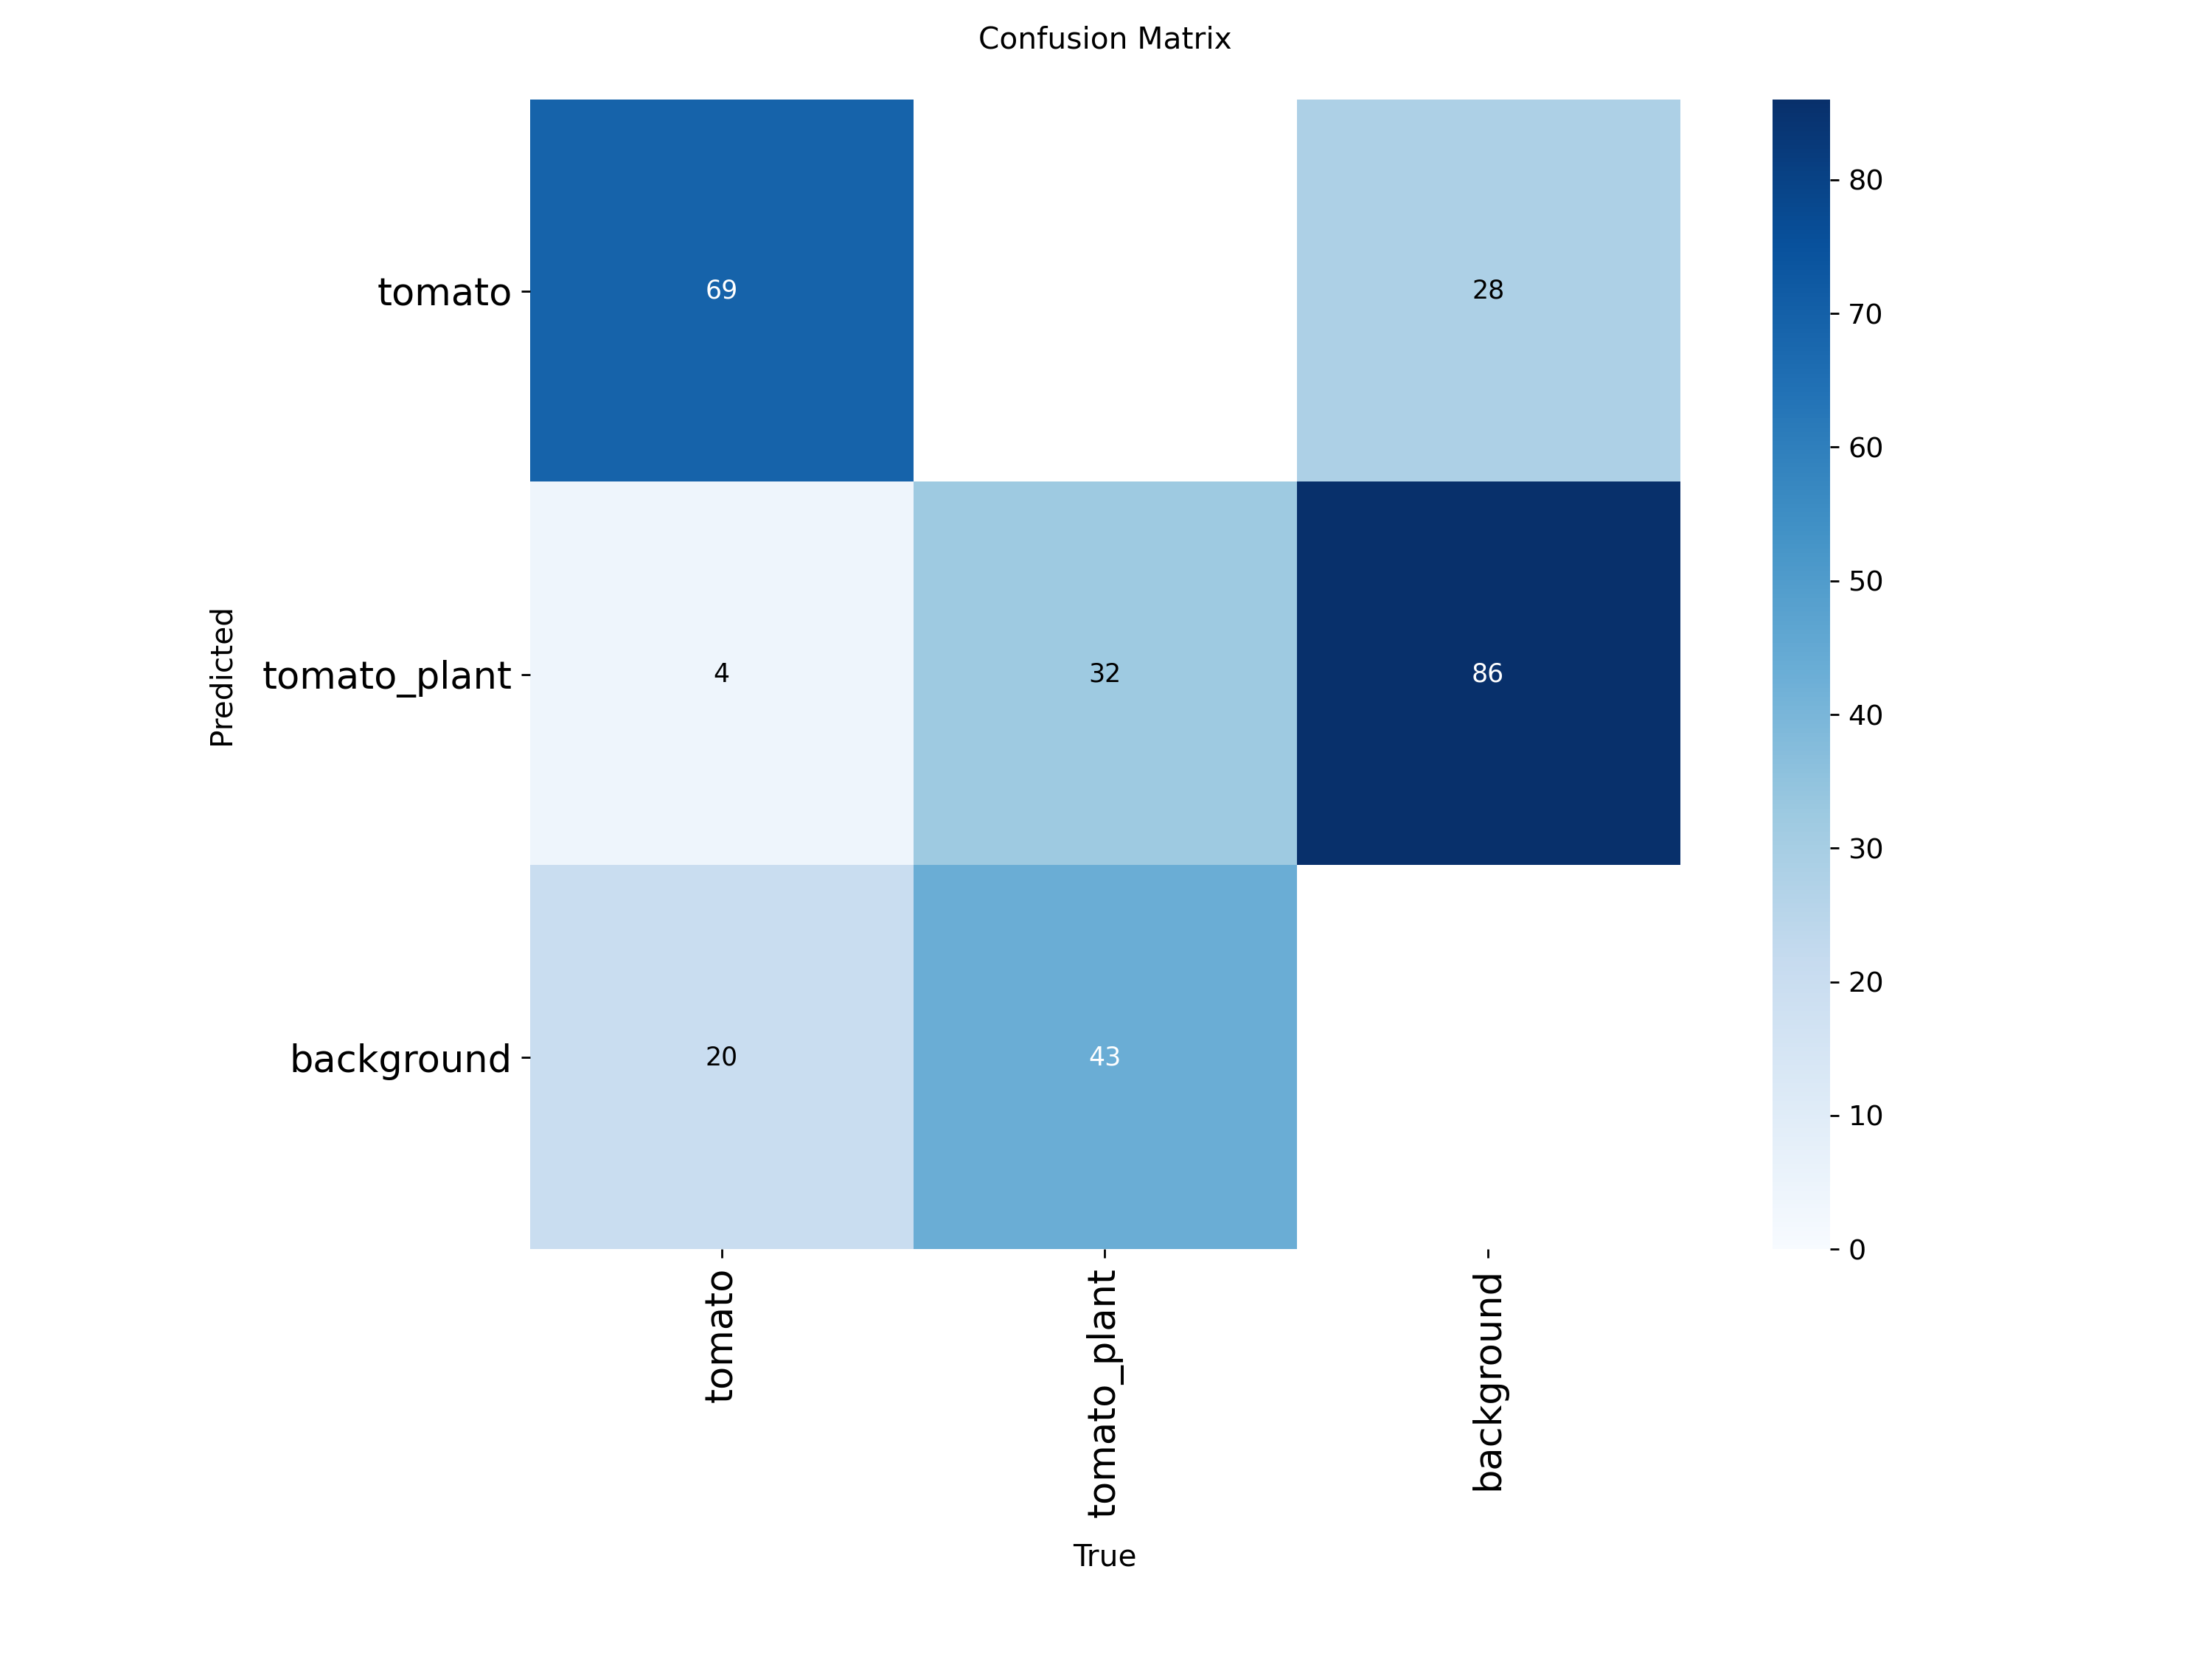 Confusion Matrix
tomato
69
28
80
70
60
50
40
30
20
10
0
Predicted
tomato_plant
4
32
86
background
20
43
tomato
tomato_plant
background
True